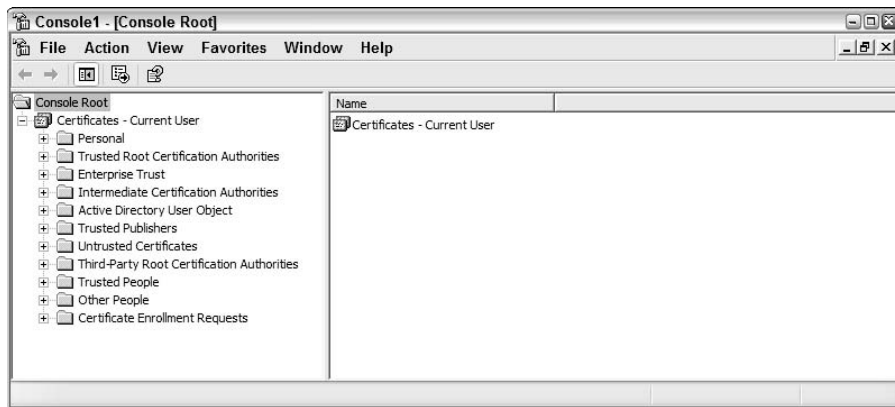 Console1 - [Console Root]
File Action View Favorites Window Help
Console Root
Certificates - Current User
Personal
Trusted Root Certification Authorities
Enterprise Trust
Intermediate Certification Authorities
Active Directory User Object
Trusted Publishers
Untrusted Certificates
Third-Party Root Certification Authorities
Trusted People
Other People
Certificate Enrollment Requests
Name
Certificates - Current User